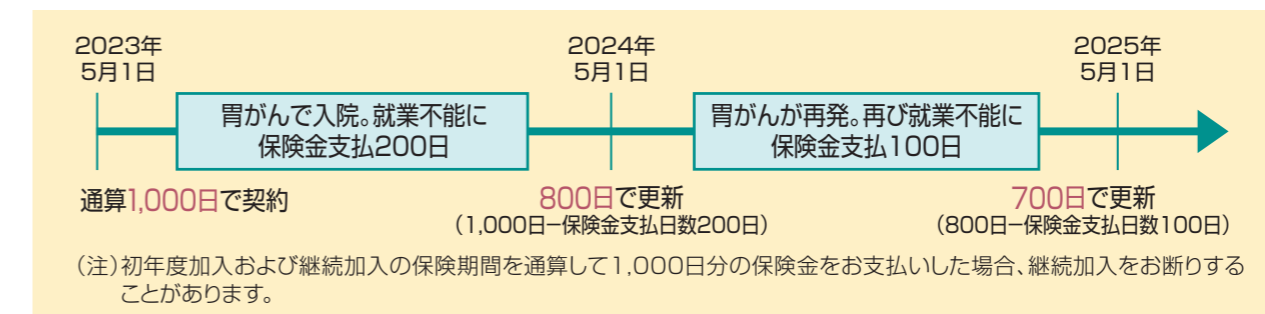 2023年
5月1日
2024年
5月1日
2025年
5月1日
胃がんで入院。就業不能に
保険金支払200日
胃がんが再発。再び就業不能に
保険金支払100日
通算1,000日で契約
800日で更新
（1,000日−保険金支払日数200日）
700日で更新
（800日−保険金支払日数100日）
（注）初年度加入および継続加入の保険期間を通算して1,000日分の保険金をお支払いした場合、継続加入をお断りする
ことがあります。